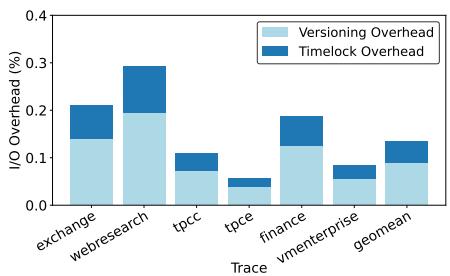 0.4
0.3
0.2
0.1
0.0
I/O Overhead (%)
Versioning Overhead
Timelock Overhead
exchange
webresearch
tpcc
tpce
finance
vmenterprise
geomean
Trace